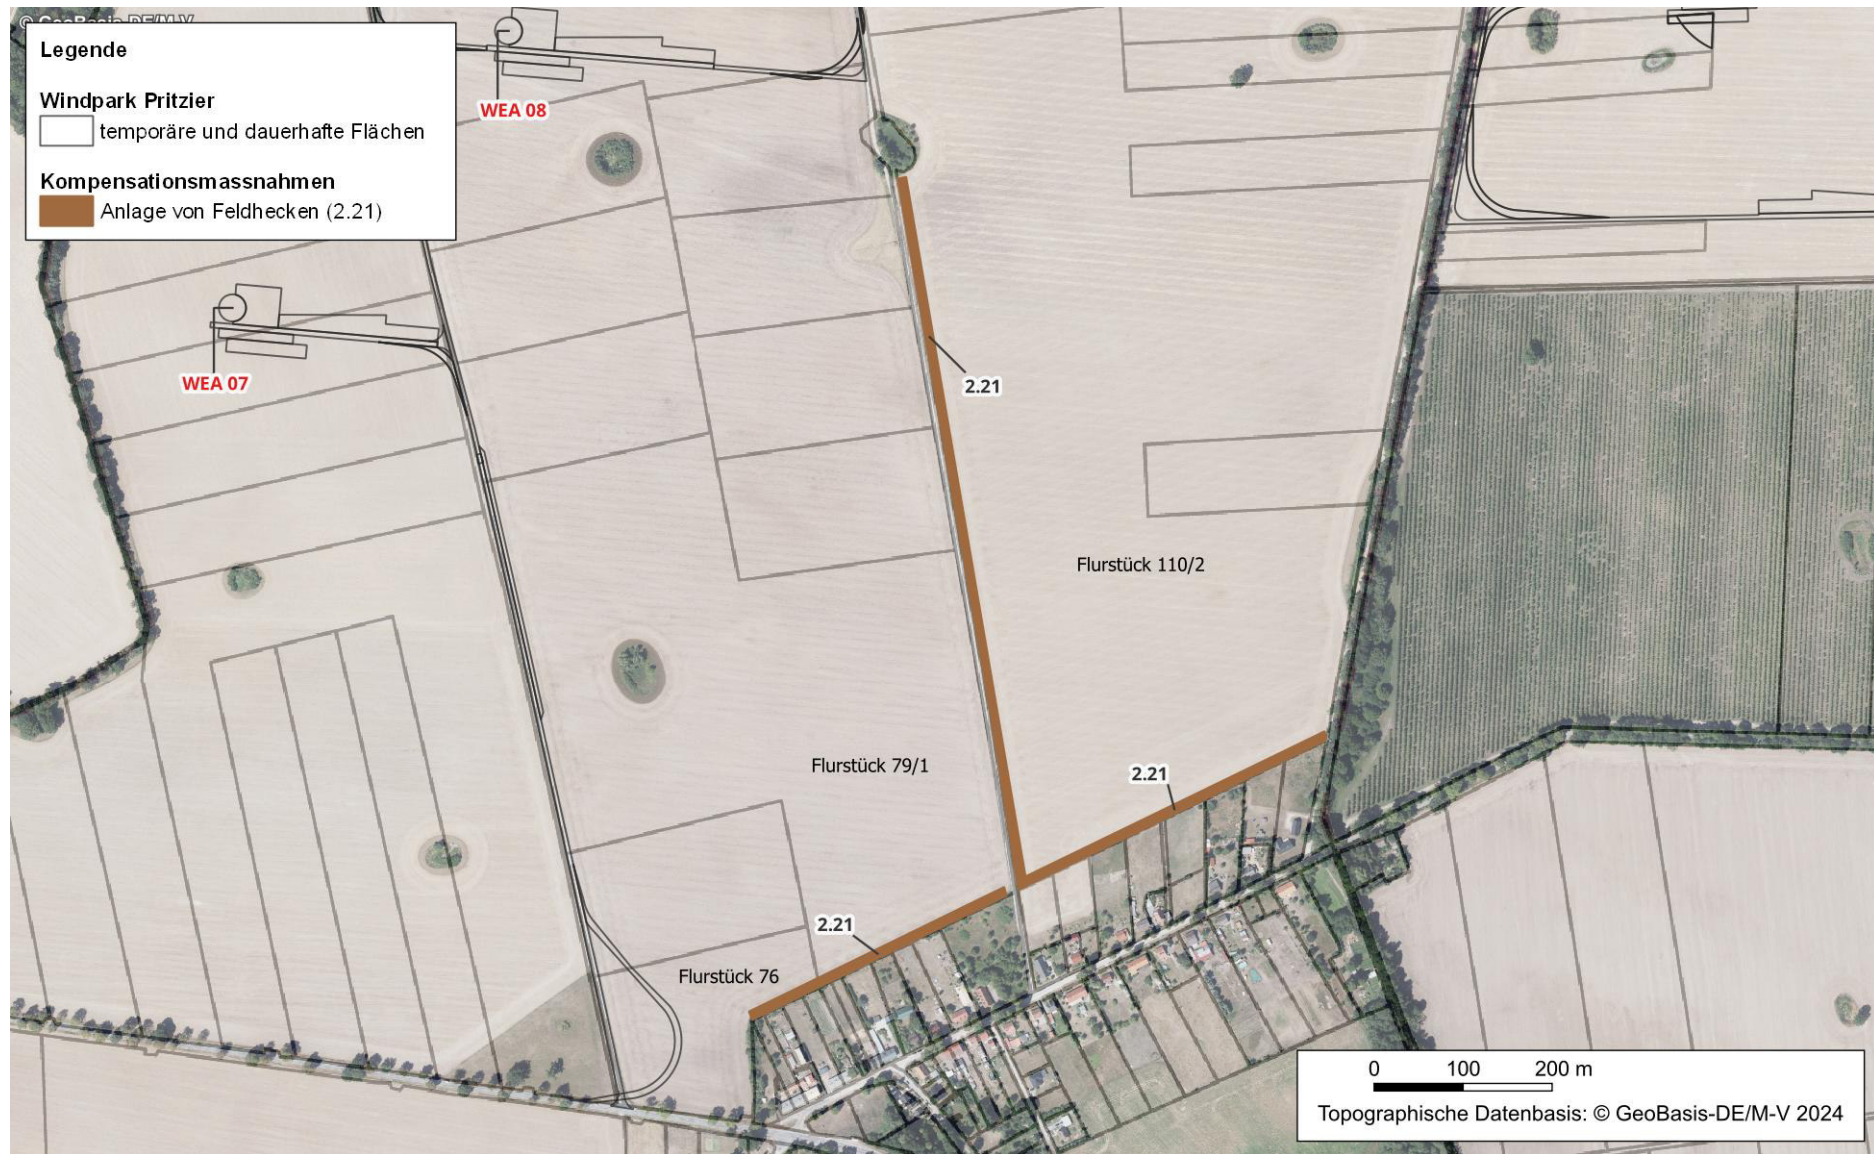 © GeoBasis-DE/M-V
Legende
Windpark Pritzier
temporäre und dauerhafte Flächen
Kompensationsmassnahmen
Anlage von Feldhecken (2.21)
WEA 08
WEA 07
2.21
Flurstück 110/2
Flurstück 79/1
2.21
2.21
Flurstück 76
0 100 200 m
Topographische Datenbasis: © GeoBasis-DE/M-V 2024